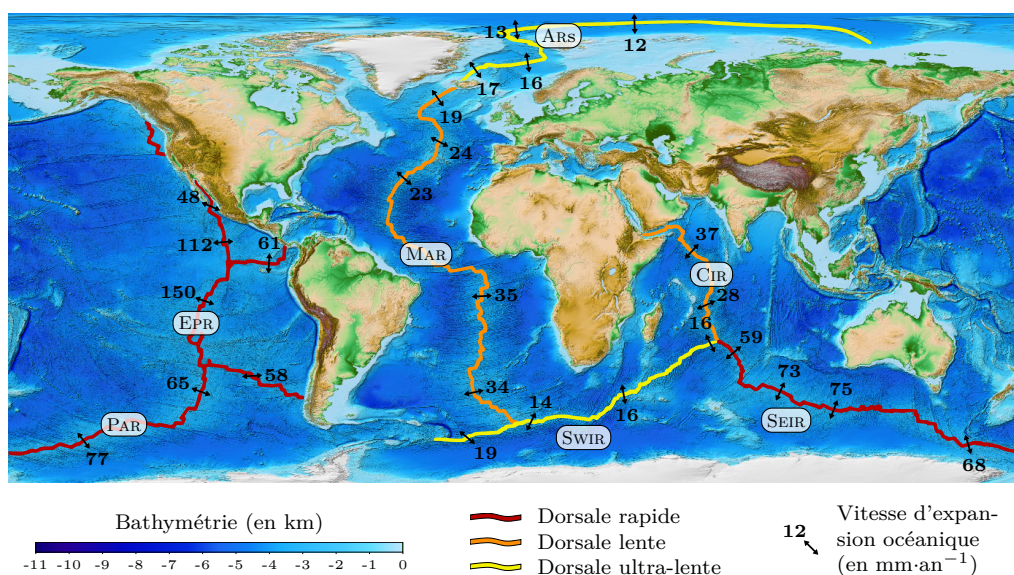 13
ARS
12
16
17
19
24
23
48
112
61
MAR
37
CIR
150
35
28
EPR
16
59
65
58
73
34
14
75
16
PAR
SEIR
SWIR
77
19
68
Bathymétrie (en km)
-11 -10 -9 -8 -7 -6 -5 -4 -3 -2 -1 0
Dorsale rapide
Dorsale lente
Dorsale ultra-lente
12
Vitesse d'expan-
sion océanique
(en mm·an⁻¹)